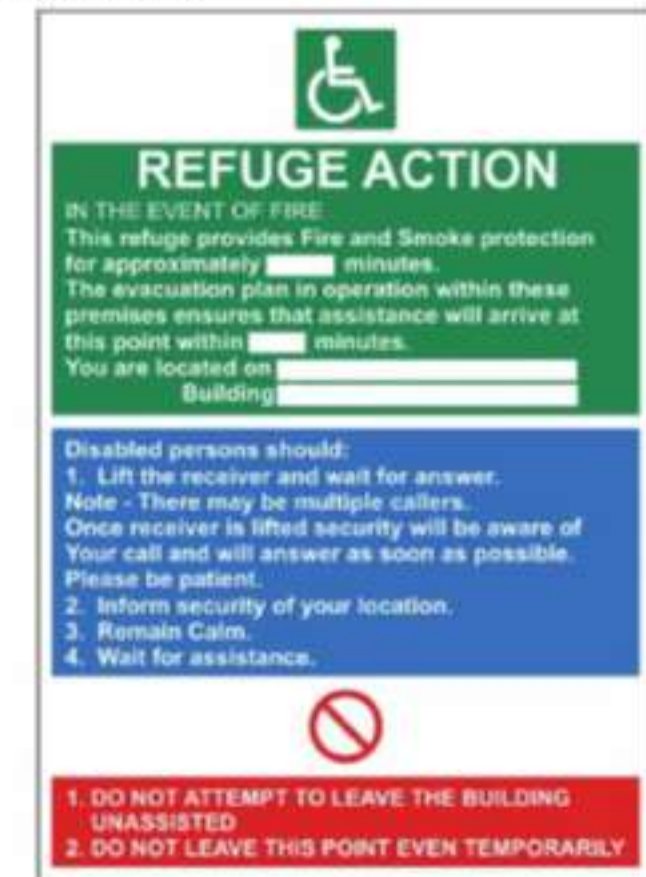 REFUGE ACTION
IN THE EVENT OF FIRE
This refuge provides Fire and Smoke protection
for approximately minutes.
The evacuation plan in operation within these
premises ensures that assistance will arrive at
this point within minutes.
You are located on
Building
Disabled persons should:
1. Lift the receiver and wait for answer.
Note - There may be multiple callers.
Once receiver is lifted security will be aware of
Your call and will answer as soon as possible.
Please be patient.
2. Inform security of your location.
3. Remain Calm.
4. Wait for assistance.
1. DO NOT ATTEMPT TO LEAVE THE BUILDING
UNASSISTED
2. DO NOT LEAVE THIS POINT EVEN TEMPORARILY